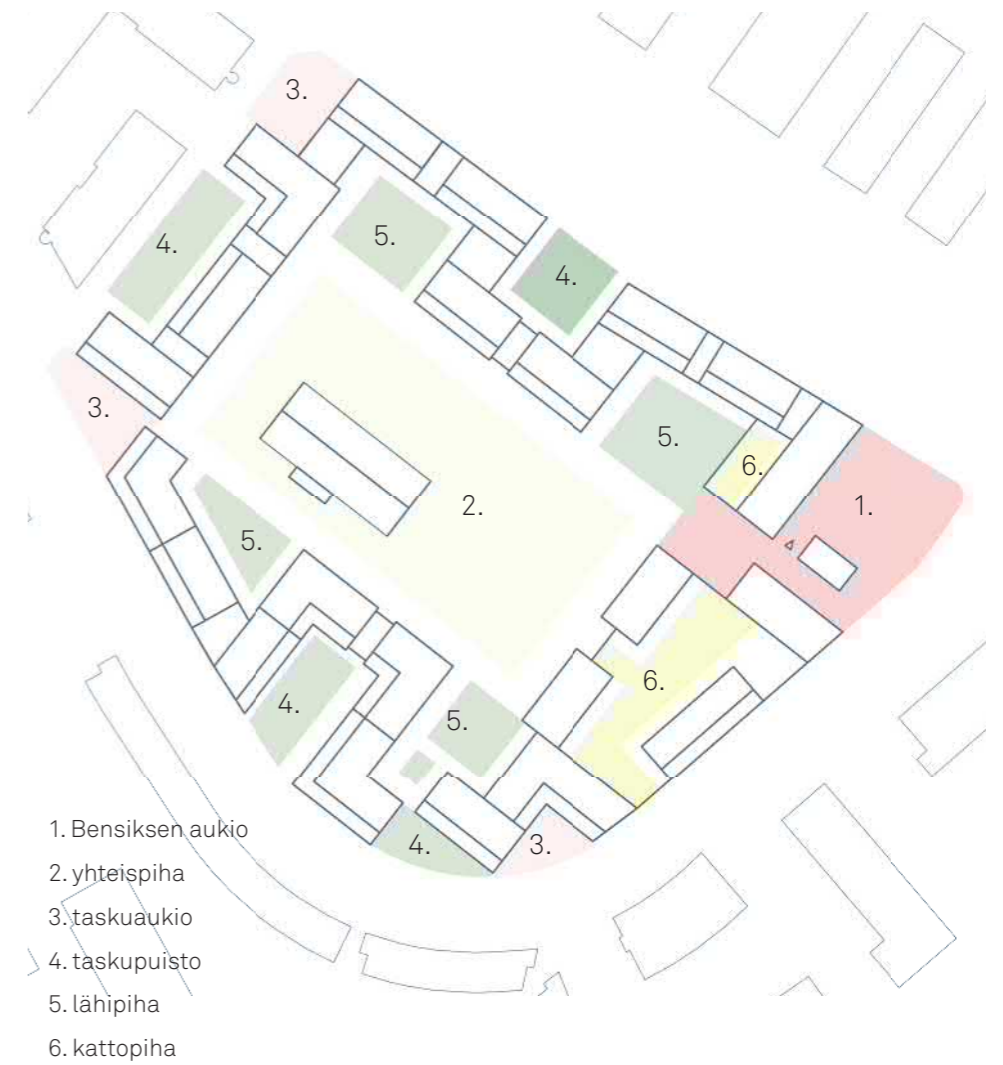 3.
4.
5.
4.
3.
5.
6.
1.
2.
5.
6.
4.
5.
4.
3.
1. Bensiksen aukio
2. yhteispiha
3. taskuaukio
4. taskupuisto
5. lähipiha
6. kattopiha